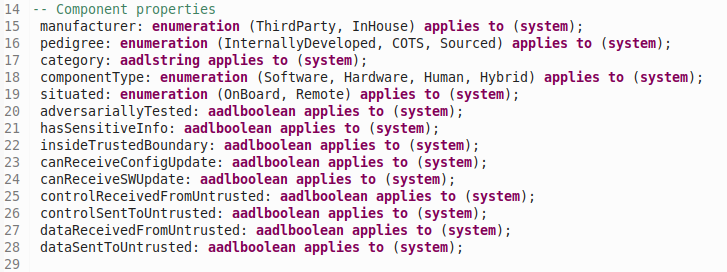 14 -- Component properties
15 manufacturer: enumeration (ThirdParty, InHouse) applies to (system);
16 pedigree: enumeration (InternallyDeveloped, COTS, Sourced) applies to (system);
17 category: aadlstring applies to (system);
18 componentType: enumeration (Software, Hardware, Human, Hybrid) applies to (system);
19 situated: enumeration (OnBoard, Remote) applies to (system);
20 adversariallyTested: aadlboolean applies to (system);
21 hasSensitiveInfo: aadlboolean applies to (system);
22 insideTrustedBoundary: aadlboolean applies to (system);
23 canReceiveConfigUpdate: aadlboolean applies to (system);
24 canReceiveSWUpdate: aadlboolean applies to (system);
25 controlReceivedFromUntrusted: aadlboolean applies to (system);
26 controlSentToUntrusted: aadlboolean applies to (system);
27 dataReceivedFromUntrusted: aadlboolean applies to (system);
28 dataSentToUntrusted: aadlboolean applies to (system);
29